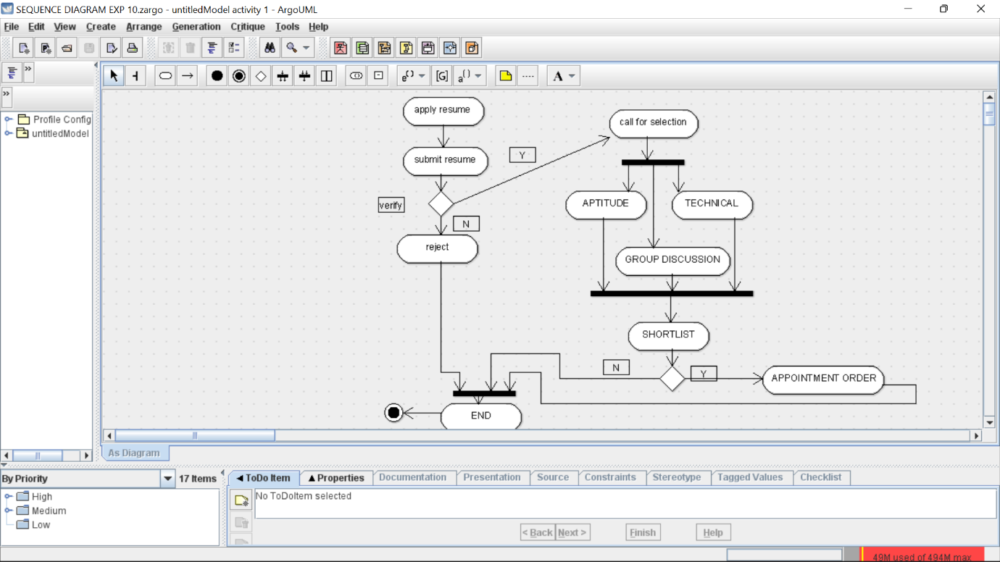 SEQUENCE DIAGRAM EXP 10.zargo - untitledModel activity 1 - ArgoUML
File Edit View Create Arrange Generation Critique Tools Help
e() [G] a() A
Profile Config
untitledModel
apply resume
call for selection
submit resume
Y
verify
APTITUDE
TECHNICAL
N
reject
GROUP DISCUSSION
SHORTLIST
N
Y
APPOINTMENT ORDER
END
As Diagram
By Priority
17 Items
High
Medium
Low
ToDo Item Properties Documentation Presentation Source Constraints Stereotype Tagged Values Checklist
No ToDoItem selected
< Back Next > Finish Help
49M used of 494M max